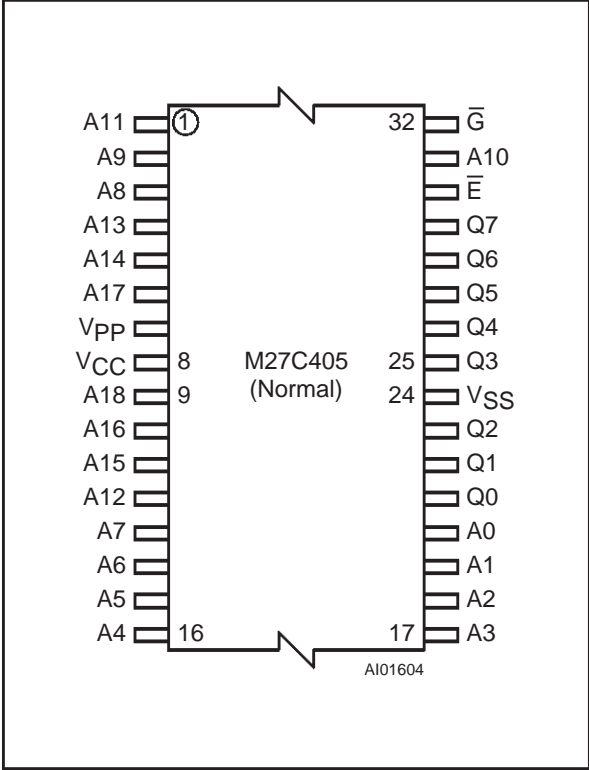 A11 1 32 G̅
A9 A10
A8 E̅
A13 Q7
A14 Q6
A17 Q5
VPP Q4
VCC 8 M27C405 25 Q3
A18 9 (Normal) 24 VSS
A16 Q2
A15 Q1
A12 Q0
A7 A0
A6 A1
A5 A2
A4 16 17 A3
AI01604